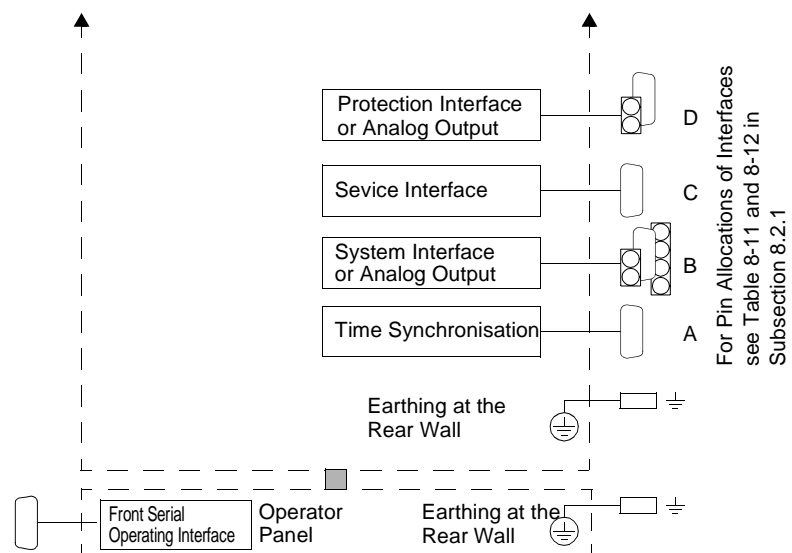 Protection Interface
or Analog Output
D
Sevice Interface
C
System Interface
or Analog Output
B
Time Synchronisation
A
For Pin Allocations of Interfaces
see Table 8-11 and 8-12 in
Subsection 8.2.1
Earthing at the
Rear Wall
Front Serial
Operating Interface
Operator
Panel
Earthing at the
Rear Wall